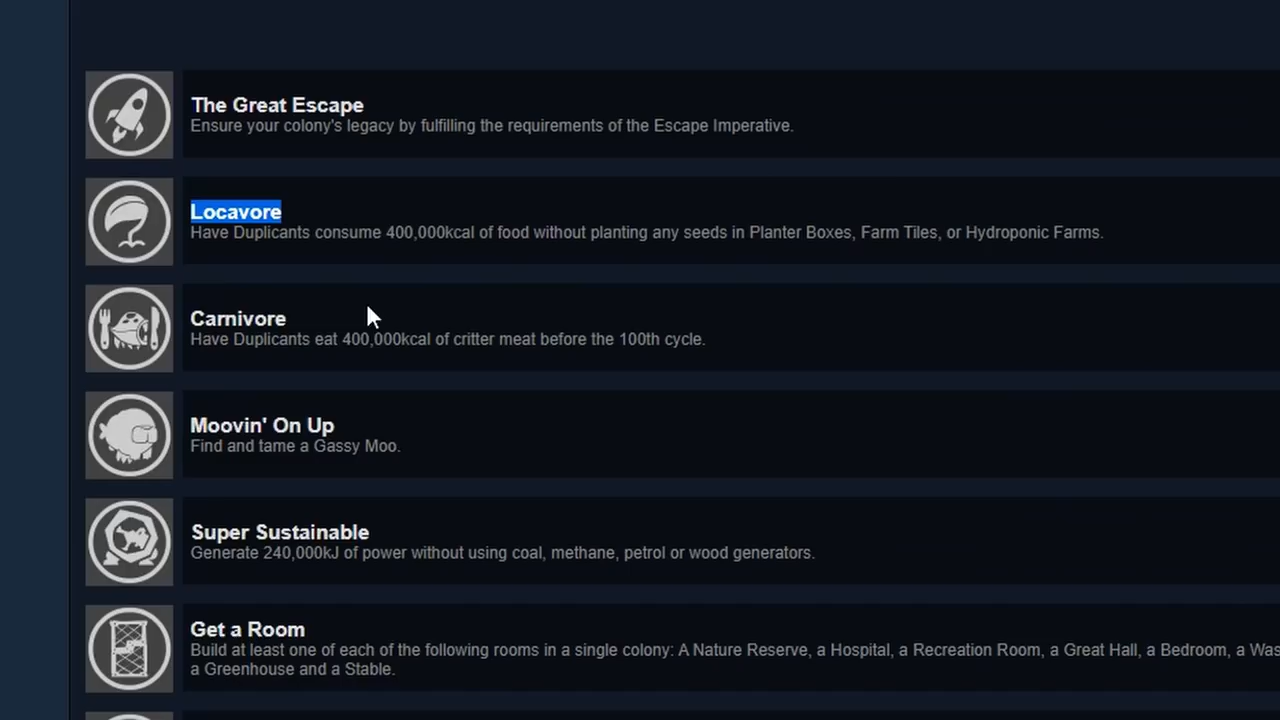 The Great Escape
Ensure your colony's legacy by fulfilling the requirements of the Escape Imperative.
Locavore
Have Duplicants consume 400,000kcal of food without planting any seeds in Planter Boxes, Farm Tiles, or Hydroponic Farms.
Carnivore
Have Duplicants eat 400,000kcal of critter meat before the 100th cycle.
Moovin' On Up
Find and tame a Gassy Moo.
Super Sustainable
Generate 240,000kJ of power without using coal, methane, petrol or wood generators.
Get a Room
Build at least one of each of the following rooms in a single colony: A Nature Reserve, a Hospital, a Recreation Room, a Great Hall, a Bedroom, a
a Greenhouse and a Stable.